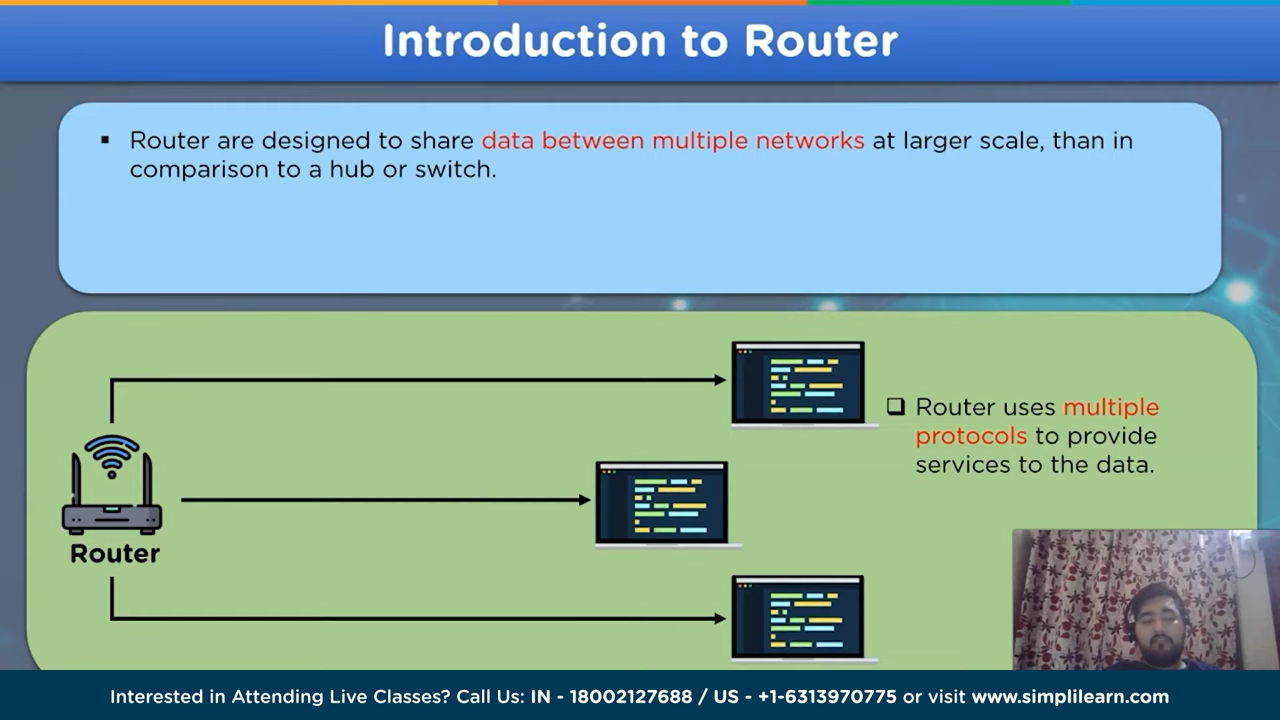 Introduction to Router
▪ Router are designed to share data between multiple networks at larger scale, than in
comparison to a hub or switch.
❑ Router uses multiple
protocols to provide
services to the data.
Router
Interested in Attending Live Classes? Call Us: IN - 18002127688 / US - +1-6313970775 or visit www.simplilearn.com